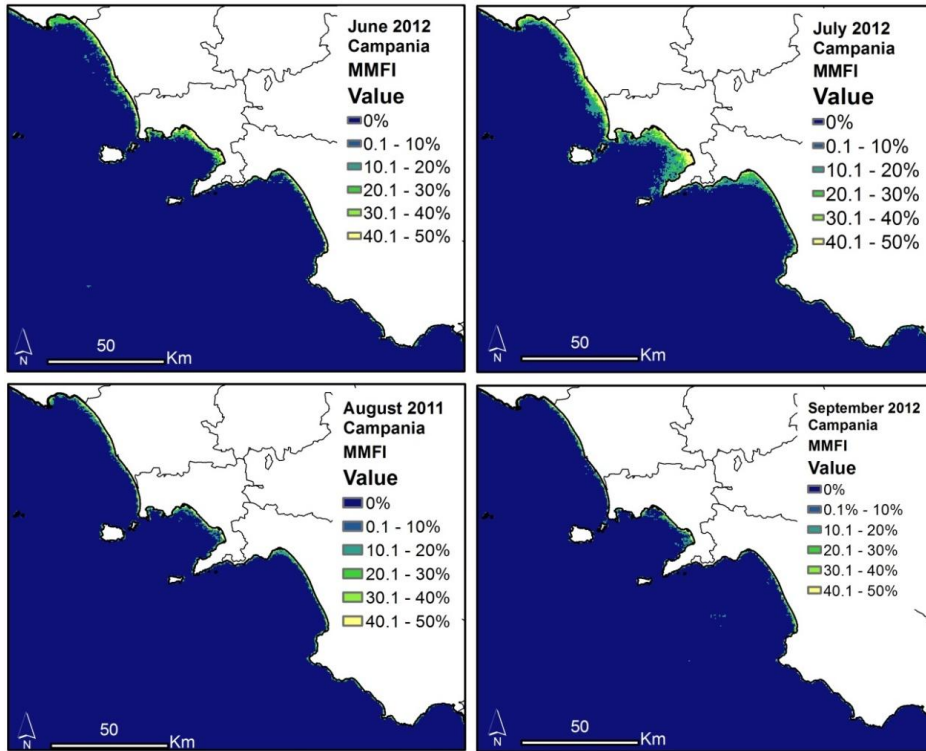 June 2012
Campania
MMFI
Value
0%
0.1 - 10%
10.1 - 20%
20.1 - 30%
30.1 - 40%
40.1 - 50%
N
50
Km
July 2012
Campania
MMFI
Value
0%
0.1 - 10%
10.1 - 20%
20.1 - 30%
30.1 - 40%
40.1 - 50%
N
50
Km
August 2011
Campania
MMFI
Value
0%
0.1 - 10%
10.1 - 20%
20.1 - 30%
30.1 - 40%
40.1 - 50%
N
50
Km
September 2012
Campania
MMFI
Value
0%
0.1% - 10%
10.1 - 20%
20.1 - 30%
30.1 - 40%
40.1 - 50%
N
50
Km